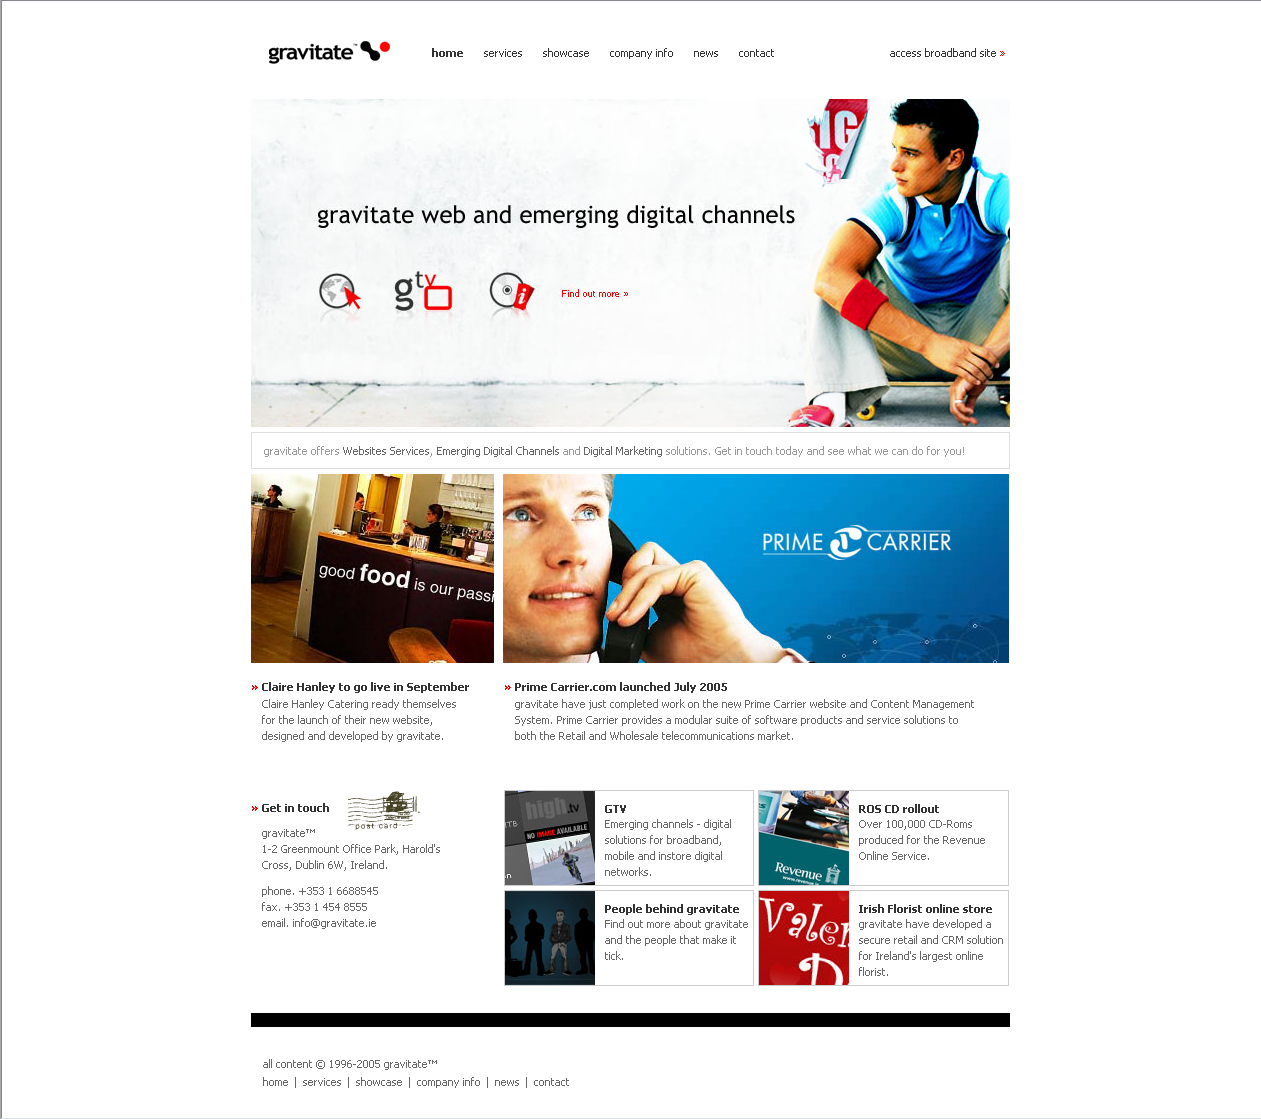 gravitate™
home services showcase company info news contact
access broadband site »
IG
gravitate web and emerging digital channels
gtv
i
Find out more »
gravitate offers Websites Services, Emerging Digital Channels and Digital Marketing solutions. Get in touch today and see what we can do for you!
good food is our passi
PRIME CARRIER
» Claire Hanley to go live in September
Claire Hanley Catering ready themselves
for the launch of their new website,
designed and developed by gravitate.
» Prime Carrier.com launched July 2005
gravitate have just completed work on the new Prime Carrier website and Content Management
System. Prime Carrier provides a modular suite of software products and service solutions to
both the Retail and Wholesale telecommunications market.
» Get in touch
post card
gravitate™
1-2 Greenmount Office Park, Harold's
Cross, Dublin 6W, Ireland.
phone. +353 1 6688545
fax. +353 1 454 8555
email. info@gravitate.ie
high.tv
NO IMAGE AVAILABLE
GTV
Emerging channels - digital
solutions for broadband,
mobile and instore digital
networks.
Revenue
www.revenue.ie
ROS CD rollout
Over 100,000 CD-Roms
produced for the Revenue
Online Service.
People behind gravitate
Find out more about gravitate
and the people that make it
tick.
Valen
D
Irish Florist online store
gravitate have developed a
secure retail and CRM solution
for Ireland's largest online
florist.
all content © 1996-2005 gravitate™
home | services | showcase | company info | news | contact